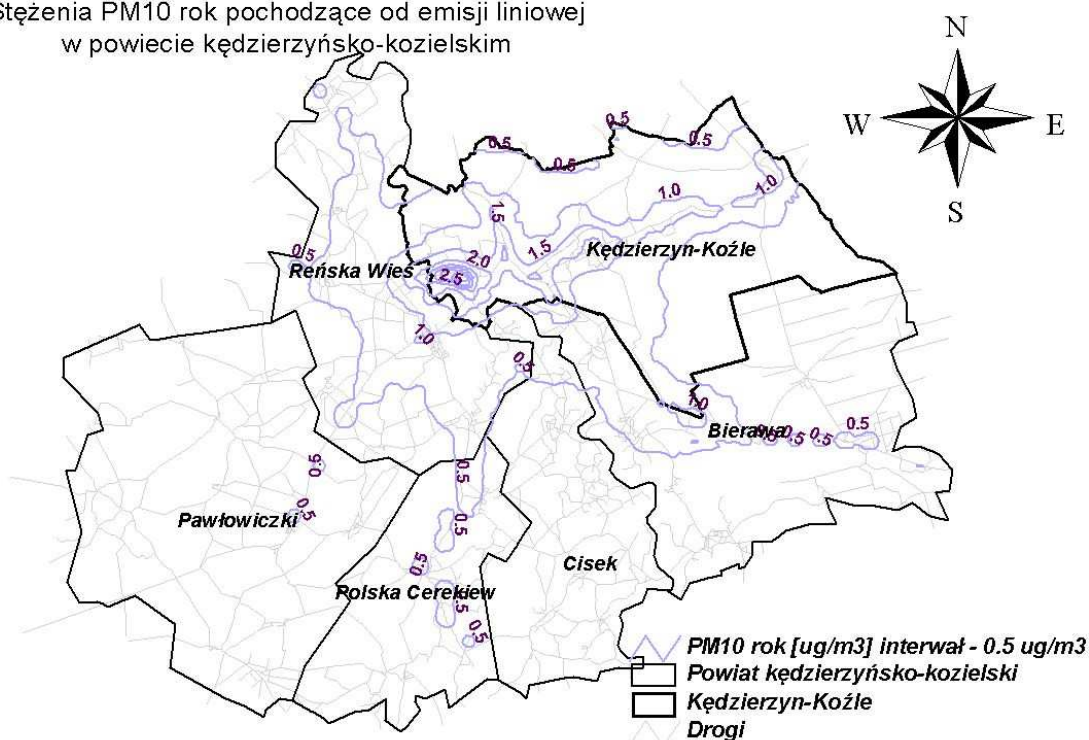 Stężenia PM10 rok pochodzące od emisji liniowej
w powiecie kędzierzyńsko-kozielskim
N
W E
S
0.5
0.5
0.5
0.5
1.0
1.0
1.5
1.5
2.0
2.5
Kędzierzyn-Koźle
0.5
Reńska Wieś
1.0
0.5
1.0
Bierawa
0.5
0.5
0.5
0.5
0.5
0.5
0.5
Pawłowiczki
0.5
0.5
Cisek
Polska Cerekiew
0.5
0.5
PM10 rok [ug/m3] interwał - 0.5 ug/m3
Powiat kędzierzyńsko-kozielski
Kędzierzyn-Koźle
Drogi